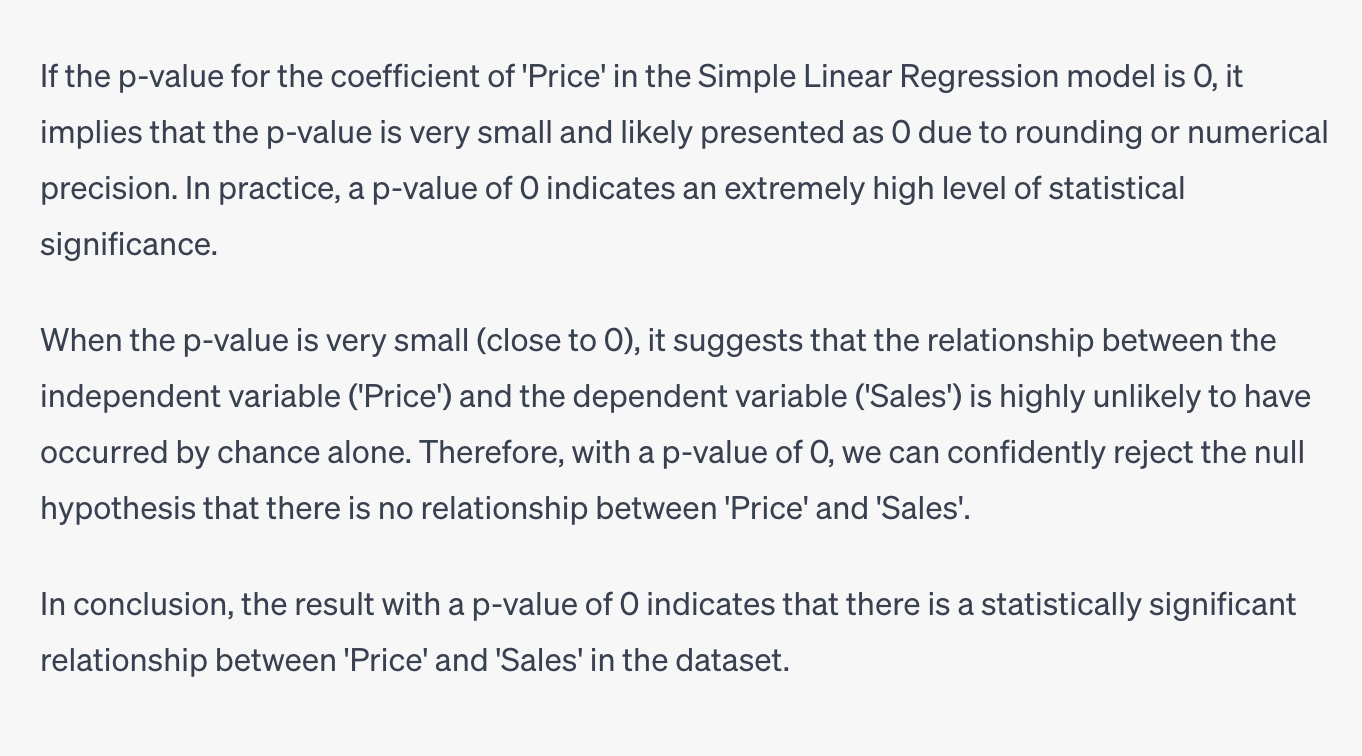 If the p-value for the coefficient of 'Price' in the Simple Linear Regression model is 0, it
implies that the p-value is very small and likely presented as 0 due to rounding or numerical
precision. In practice, a p-value of 0 indicates an extremely high level of statistical
significance.
When the p-value is very small (close to 0), it suggests that the relationship between the
independent variable ('Price') and the dependent variable ('Sales') is highly unlikely to have
occurred by chance alone. Therefore, with a p-value of 0, we can confidently reject the null
hypothesis that there is no relationship between 'Price' and 'Sales'.
In conclusion, the result with a p-value of 0 indicates that there is a statistically significant
relationship between 'Price' and 'Sales' in the dataset.